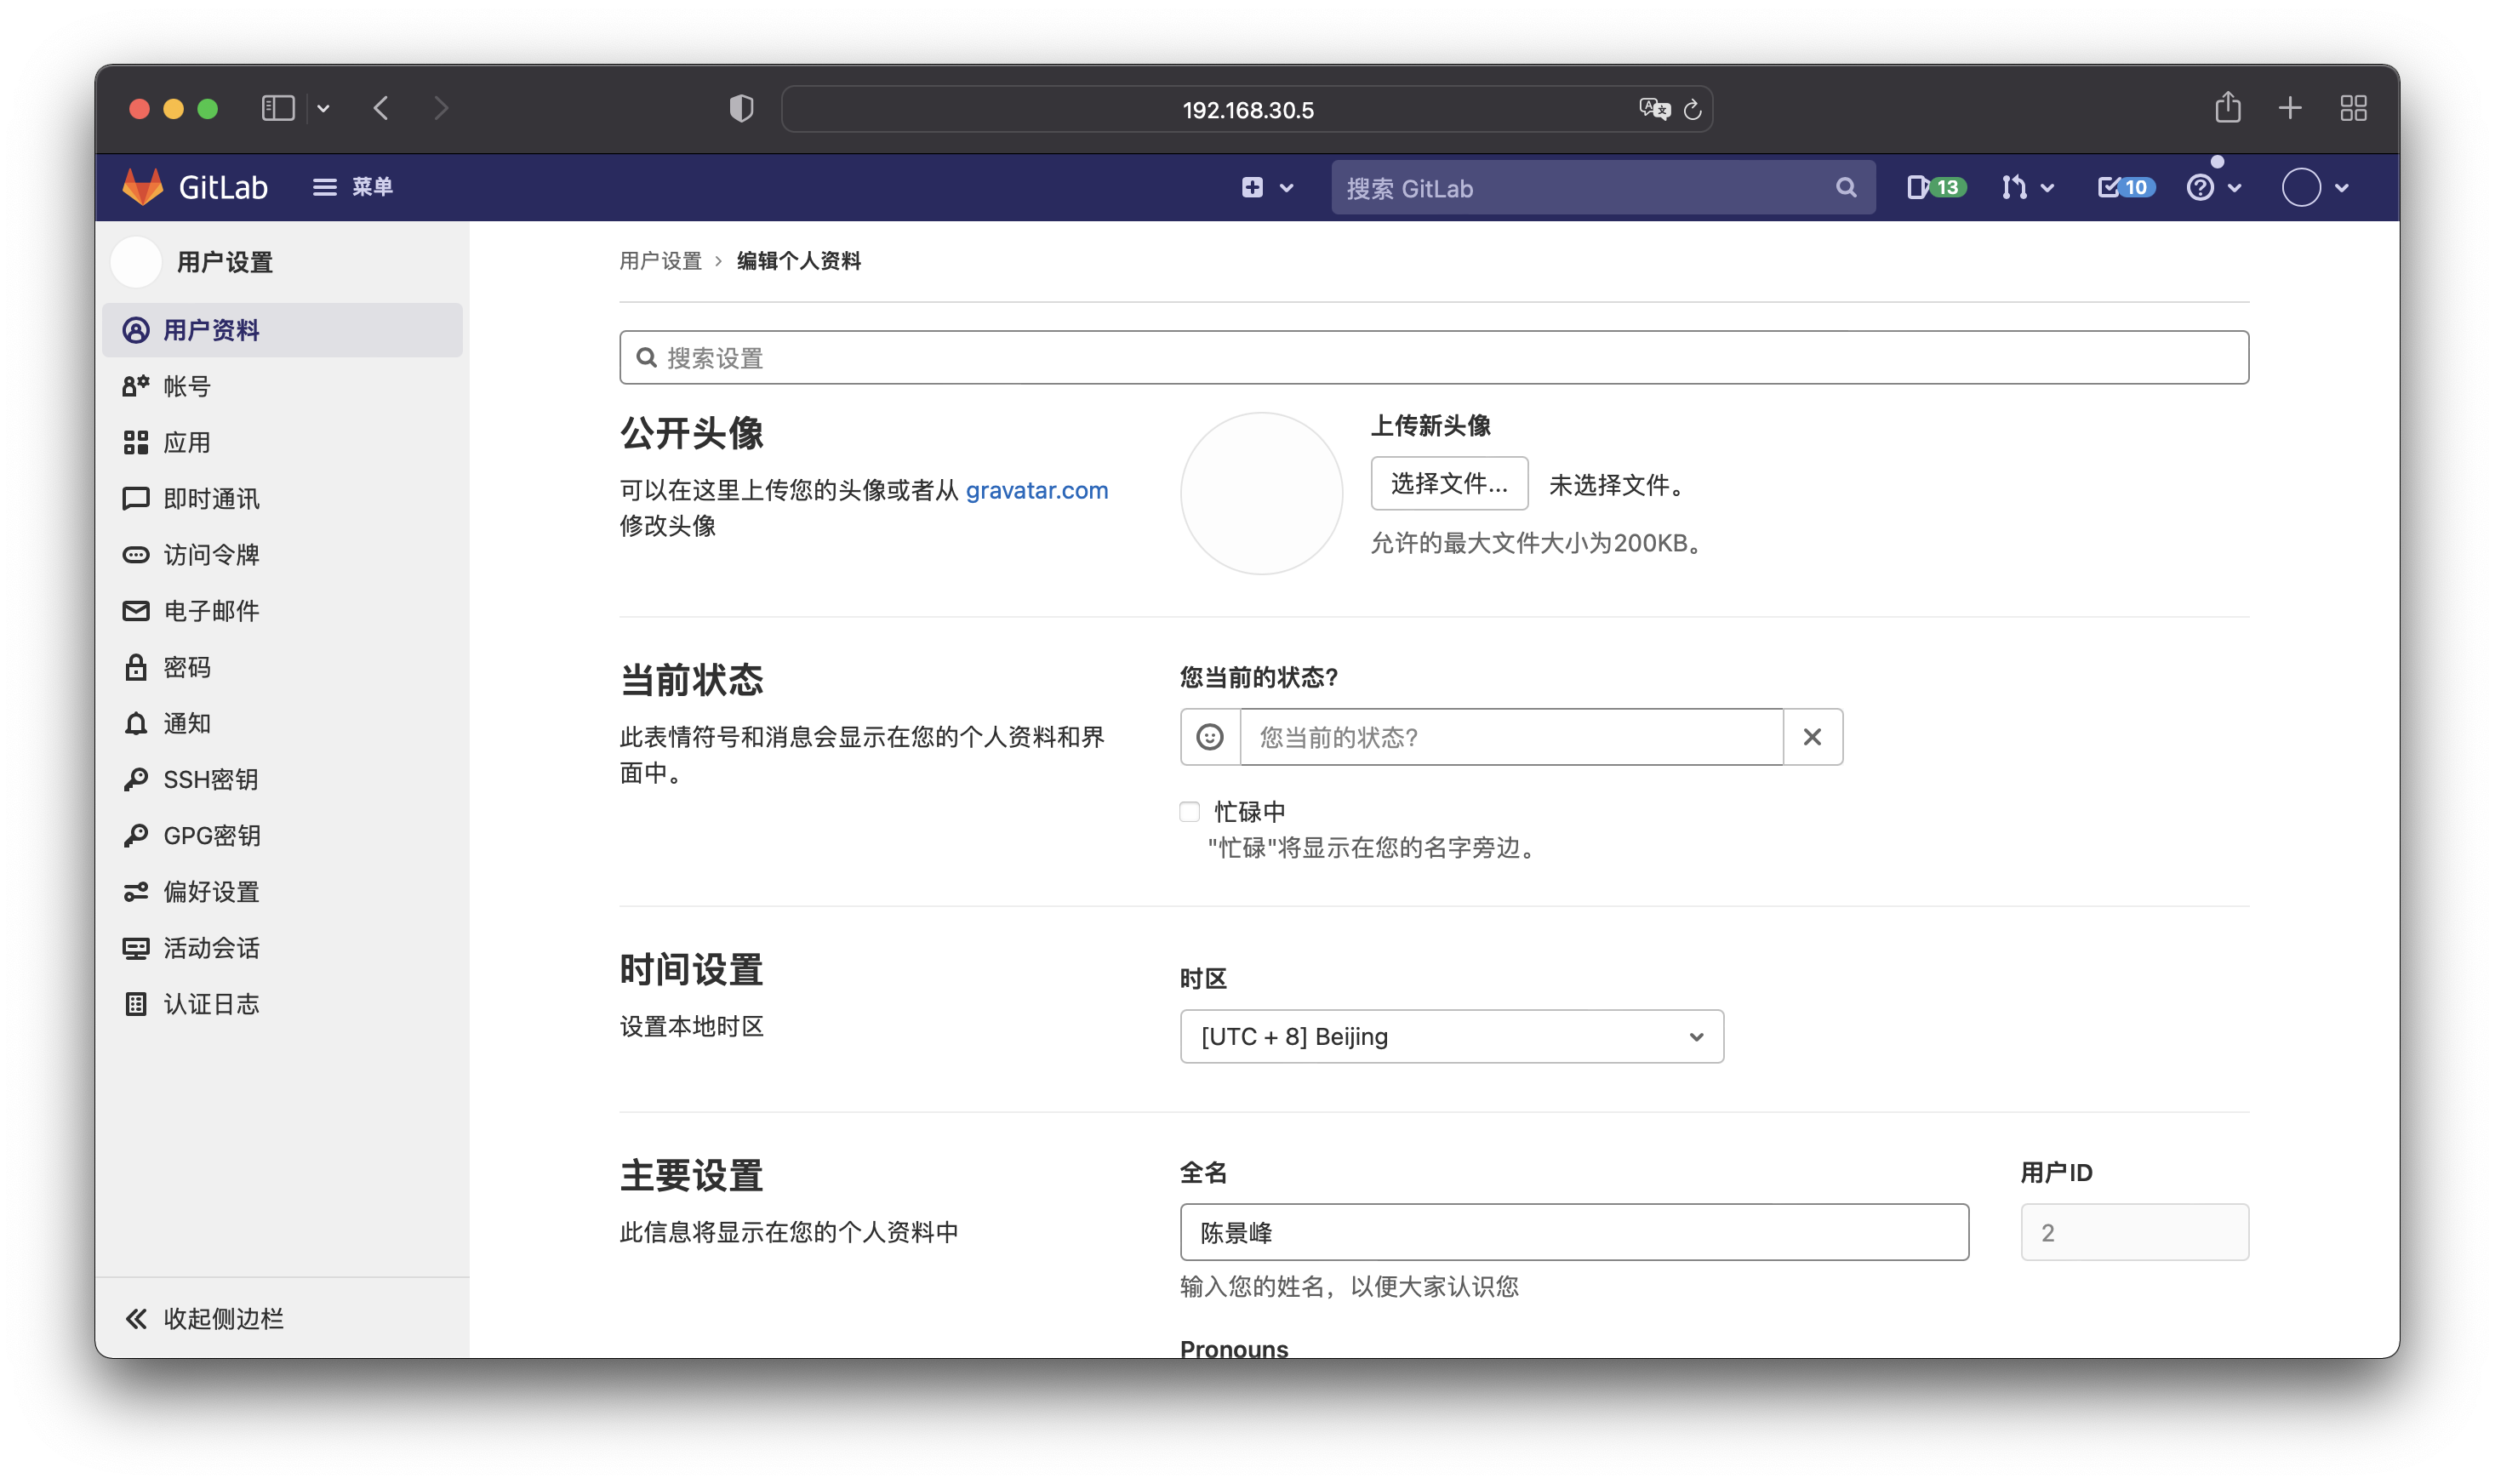 192.168.30.5
GitLab 菜单 搜索 GitLab 13 10
用户设置
用户资料
帐号
应用
即时通讯
访问令牌
电子邮件
密码
通知
SSH密钥
GPG密钥
偏好设置
活动会话
认证日志
收起侧边栏
用户设置 › 编辑个人资料
搜索设置
公开头像
可以在这里上传您的头像或者从 gravatar.com
修改头像
上传新头像
选择文件... 未选择文件。
允许的最大文件大小为200KB。
当前状态
此表情符号和消息会显示在您的个人资料和界
面中。
您当前的状态?
您当前的状态?
忙碌中
"忙碌"将显示在您的名字旁边。
时间设置
设置本地时区
时区
[UTC + 8] Beijing
主要设置
此信息将显示在您的个人资料中
全名
陈景峰
输入您的姓名，以便大家认识您
用户ID
2
Pronouns